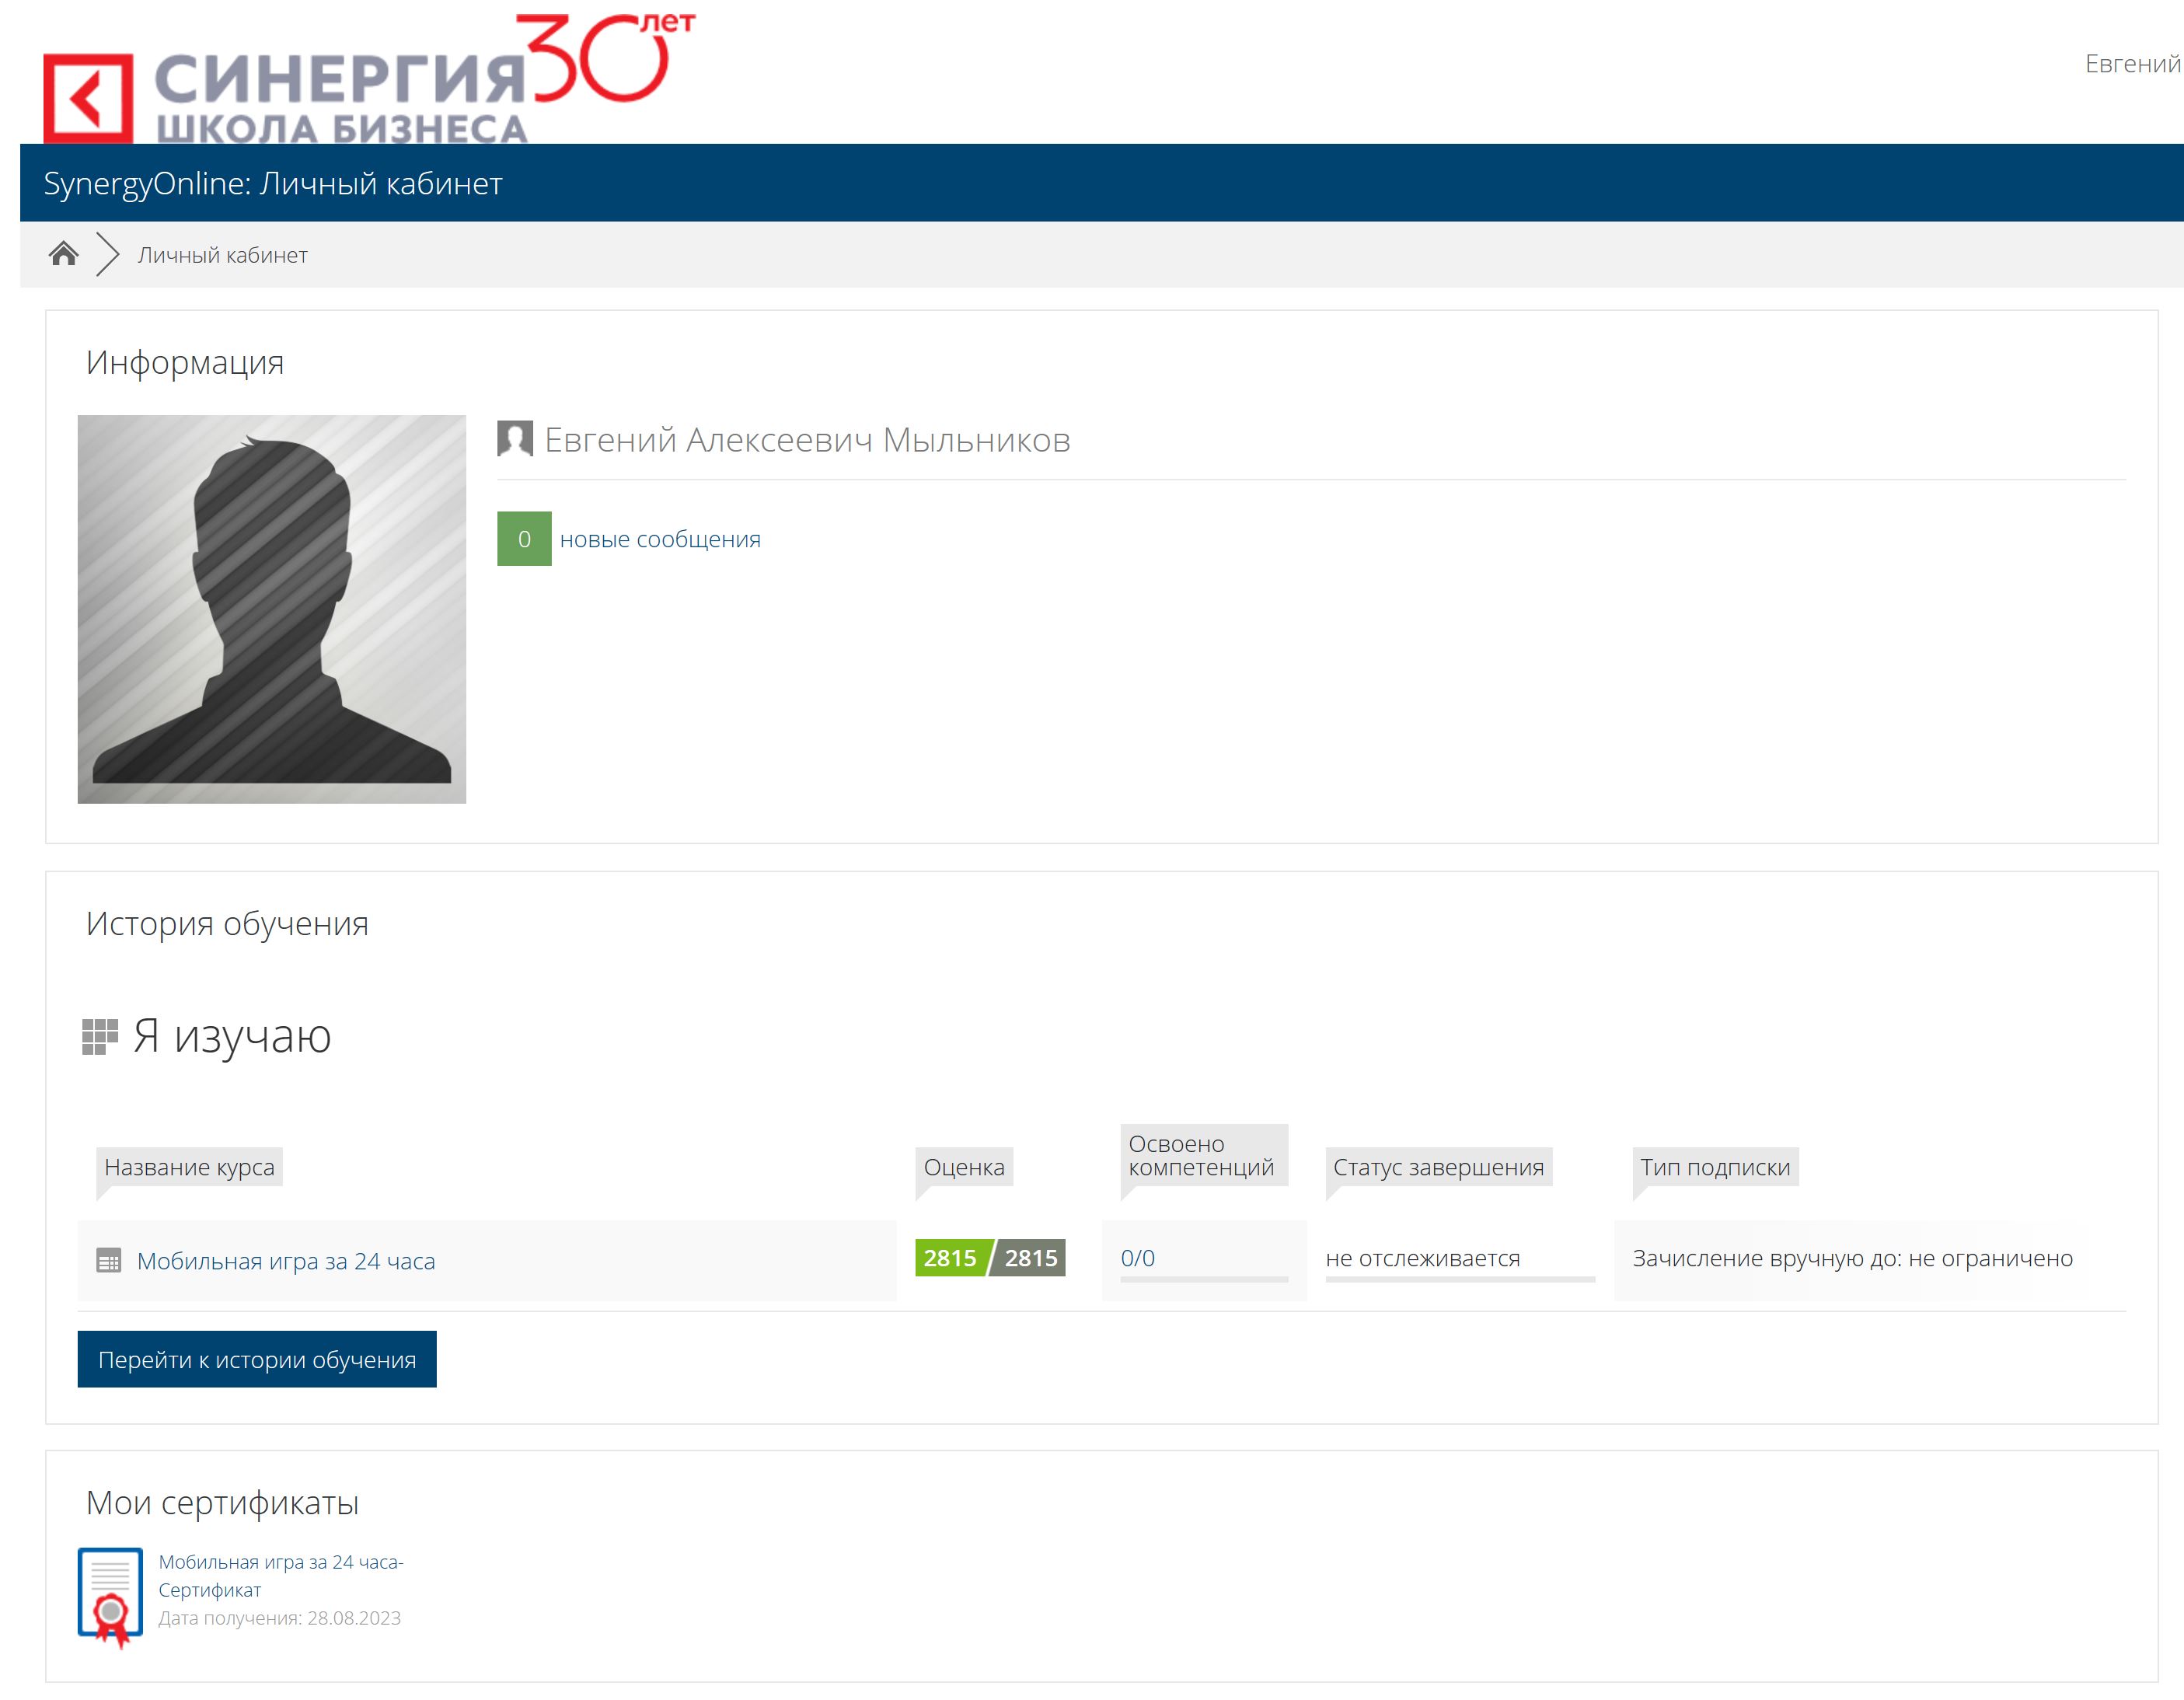 СИНЕРГИЯ 30 лет
ШКОЛА БИЗНЕСА
Евгений
SynergyOnline: Личный кабинет
Личный кабинет
Информация
Евгений Алексеевич Мыльников
0 новые сообщения
История обучения
Я изучаю
Название курса
Оценка
Освоено
компетенций
Статус завершения
Тип подписки
Мобильная игра за 24 часа
2815 / 2815
0/0
не отслеживается
Зачисление вручную до: не ограничено
Перейти к истории обучения
Мои сертификаты
Мобильная игра за 24 часа-
Сертификат
Дата получения: 28.08.2023